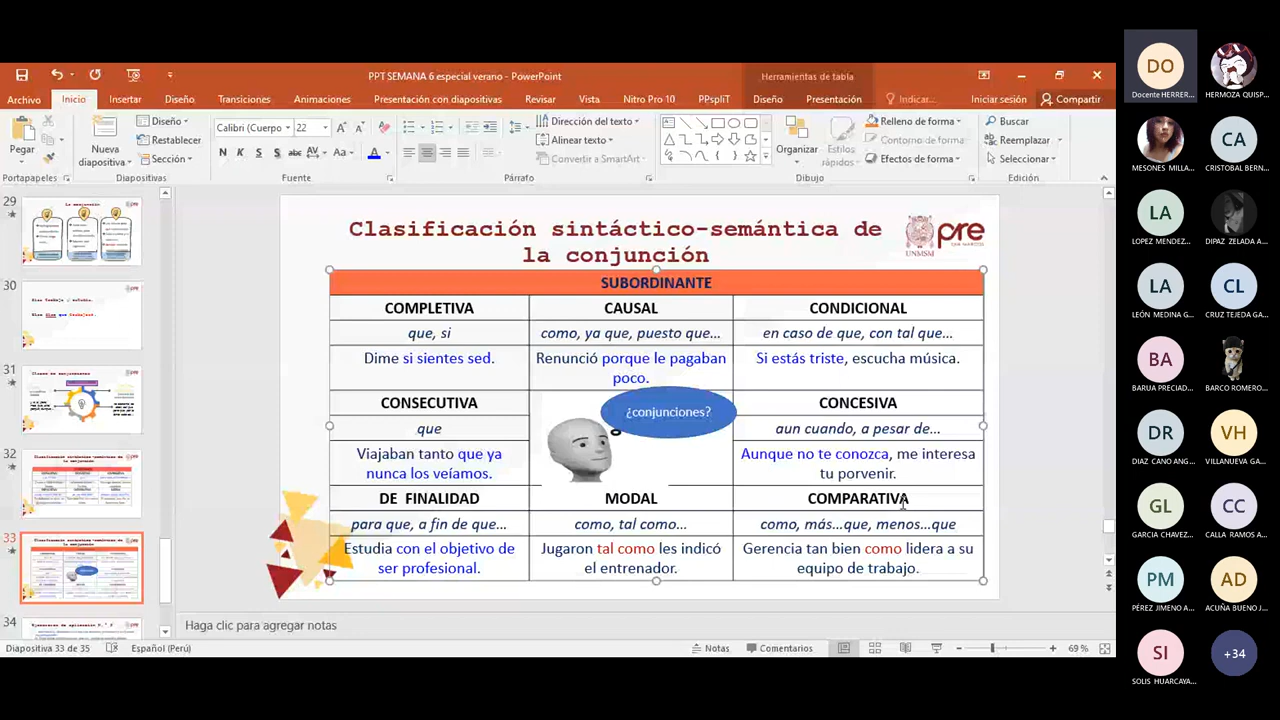 PPT SEMANA 6 especial verano - PowerPoint
Herramientas de tabla
Archivo Inicio Insertar Diseño Transiciones Animaciones Presentación con diapositivas Revisar Vista Nitro Pro 10 PPspliT Diseño Presentación Indicar... Iniciar sesión Compartir
Pegar
Nueva diapositiva
Diseño
Restablecer
Sección
Calibri (Cuerpo 22
N K S S abc AV Aa A
Dirección del texto
Alinear texto
Convertir a SmartArt
Organizar
Estilos rápidos
Relleno de forma
Contorno de forma
Efectos de forma
Buscar
Reemplazar
Seleccionar
Portapapeles Diapositivas Fuente Párrafo Dibujo Edición
29
30
31
32
33
34
Clasificación sintáctico-semántica de
la conjunción
UNMSM
pre
SAN MARCOS
SUBORDINANTE
COMPLETIVA CAUSAL CONDICIONAL
que, si como, ya que, puesto que... en caso de que, con tal que...
Dime si sientes sed. Renunció porque le pagaban poco. Si estás triste, escucha música.
CONSECUTIVA CONCESIVA
¿conjunciones?
que aun cuando, a pesar de...
Viajaban tanto que ya nunca los veíamos. Aunque no te conozca, me interesa tu porvenir.
DE FINALIDAD MODAL COMPARATIVA
para que, a fin de que... como, tal como... como, más...que, menos...que
Estudia con el objetivo de ser profesional. Jugaron tal como les indicó el entrenador. Gerencia tan bien como lidera a su equipo de trabajo.
Haga clic para agregar notas
Diapositiva 33 de 35 Español (Perú) Notas Comentarios 69 %
DO
Docente HERRER...
HERMOZA QUISP...
MESONES MILLA...
CA
CRISTOBAL BERN...
LA
LOPEZ MENDEZ...
DIPAZ ZELADA A...
LA
LEÓN MEDINA G...
CL
CRUZ TEJEDA GA...
BA
BARUA PRECIAD...
BARCO ROMERO...
DR
DIAZ CANO ANG...
VH
VILLANUEVA GA...
GL
GARCIA CHAVEZ...
CC
CALLA RAMOS A...
PM
PÉREZ JIMENO A...
AD
ACUÑA BUENO J...
SI
SOLIS HUARCAYA...
+34